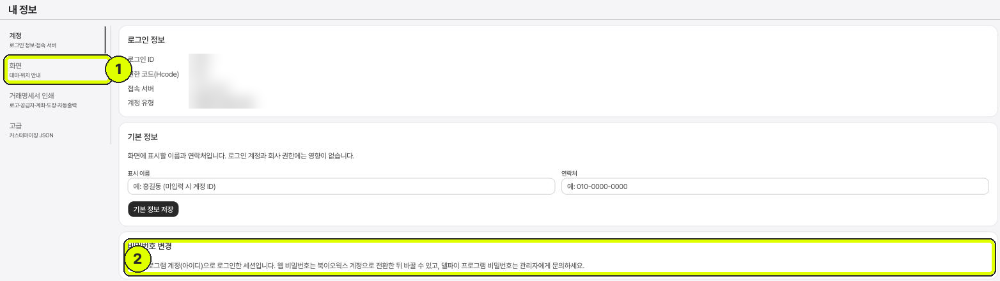 내 정보
계정
로그인 정보·접속 서버
화면
테마·위치 안내
거래명세서 인쇄
로고·공급자·계좌·도장·자동출력
고급
커스터마이징 JSON
1
로그인 정보
로그인 ID
한 코드(Hcode)
접속 서버
계정 유형
기본 정보
화면에 표시할 이름과 연락처입니다. 로그인 계정과 회사 권한에는 영향이 없습니다.
표시 이름
예: 홍길동 (미입력 시 계정 ID)
연락처
예: 010-0000-0000
기본 정보 저장
비밀번호 변경
2
로그램 계정(아이디)으로 로그인한 세션입니다. 웹 비밀번호는 북이오웍스 계정으로 전환한 뒤 바꿀 수 있고, 델파이 프로그램 비밀번호는 관리자에게 문의하세요.